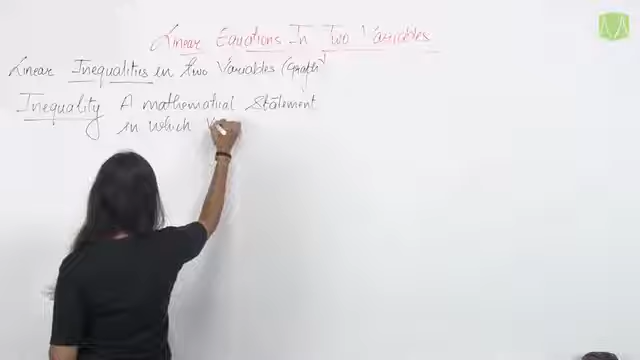 Linear Equations In Two Variables
Linear Inequalities in two Variables (Graph)
Inequality A mathematical Statement
in which